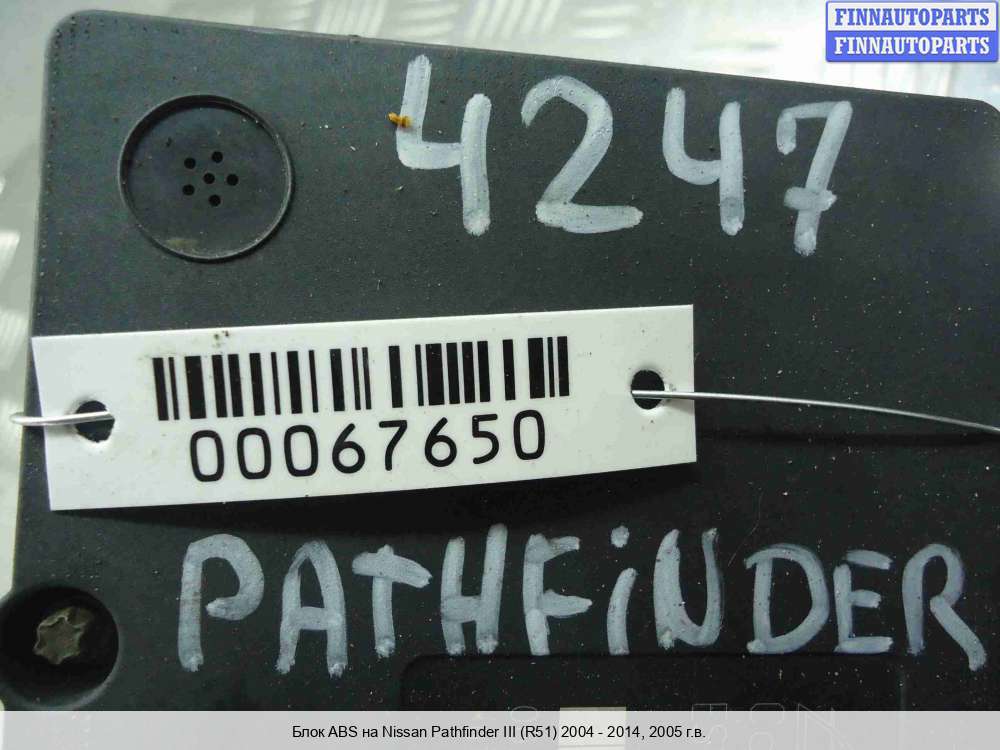 FINNAUTOPARTS
FINNAUTOPARTS
4247
00067650
PATHFiNDER
Блок ABS на Nissan Pathfinder III (R51) 2004 - 2014, 2005 г.в.